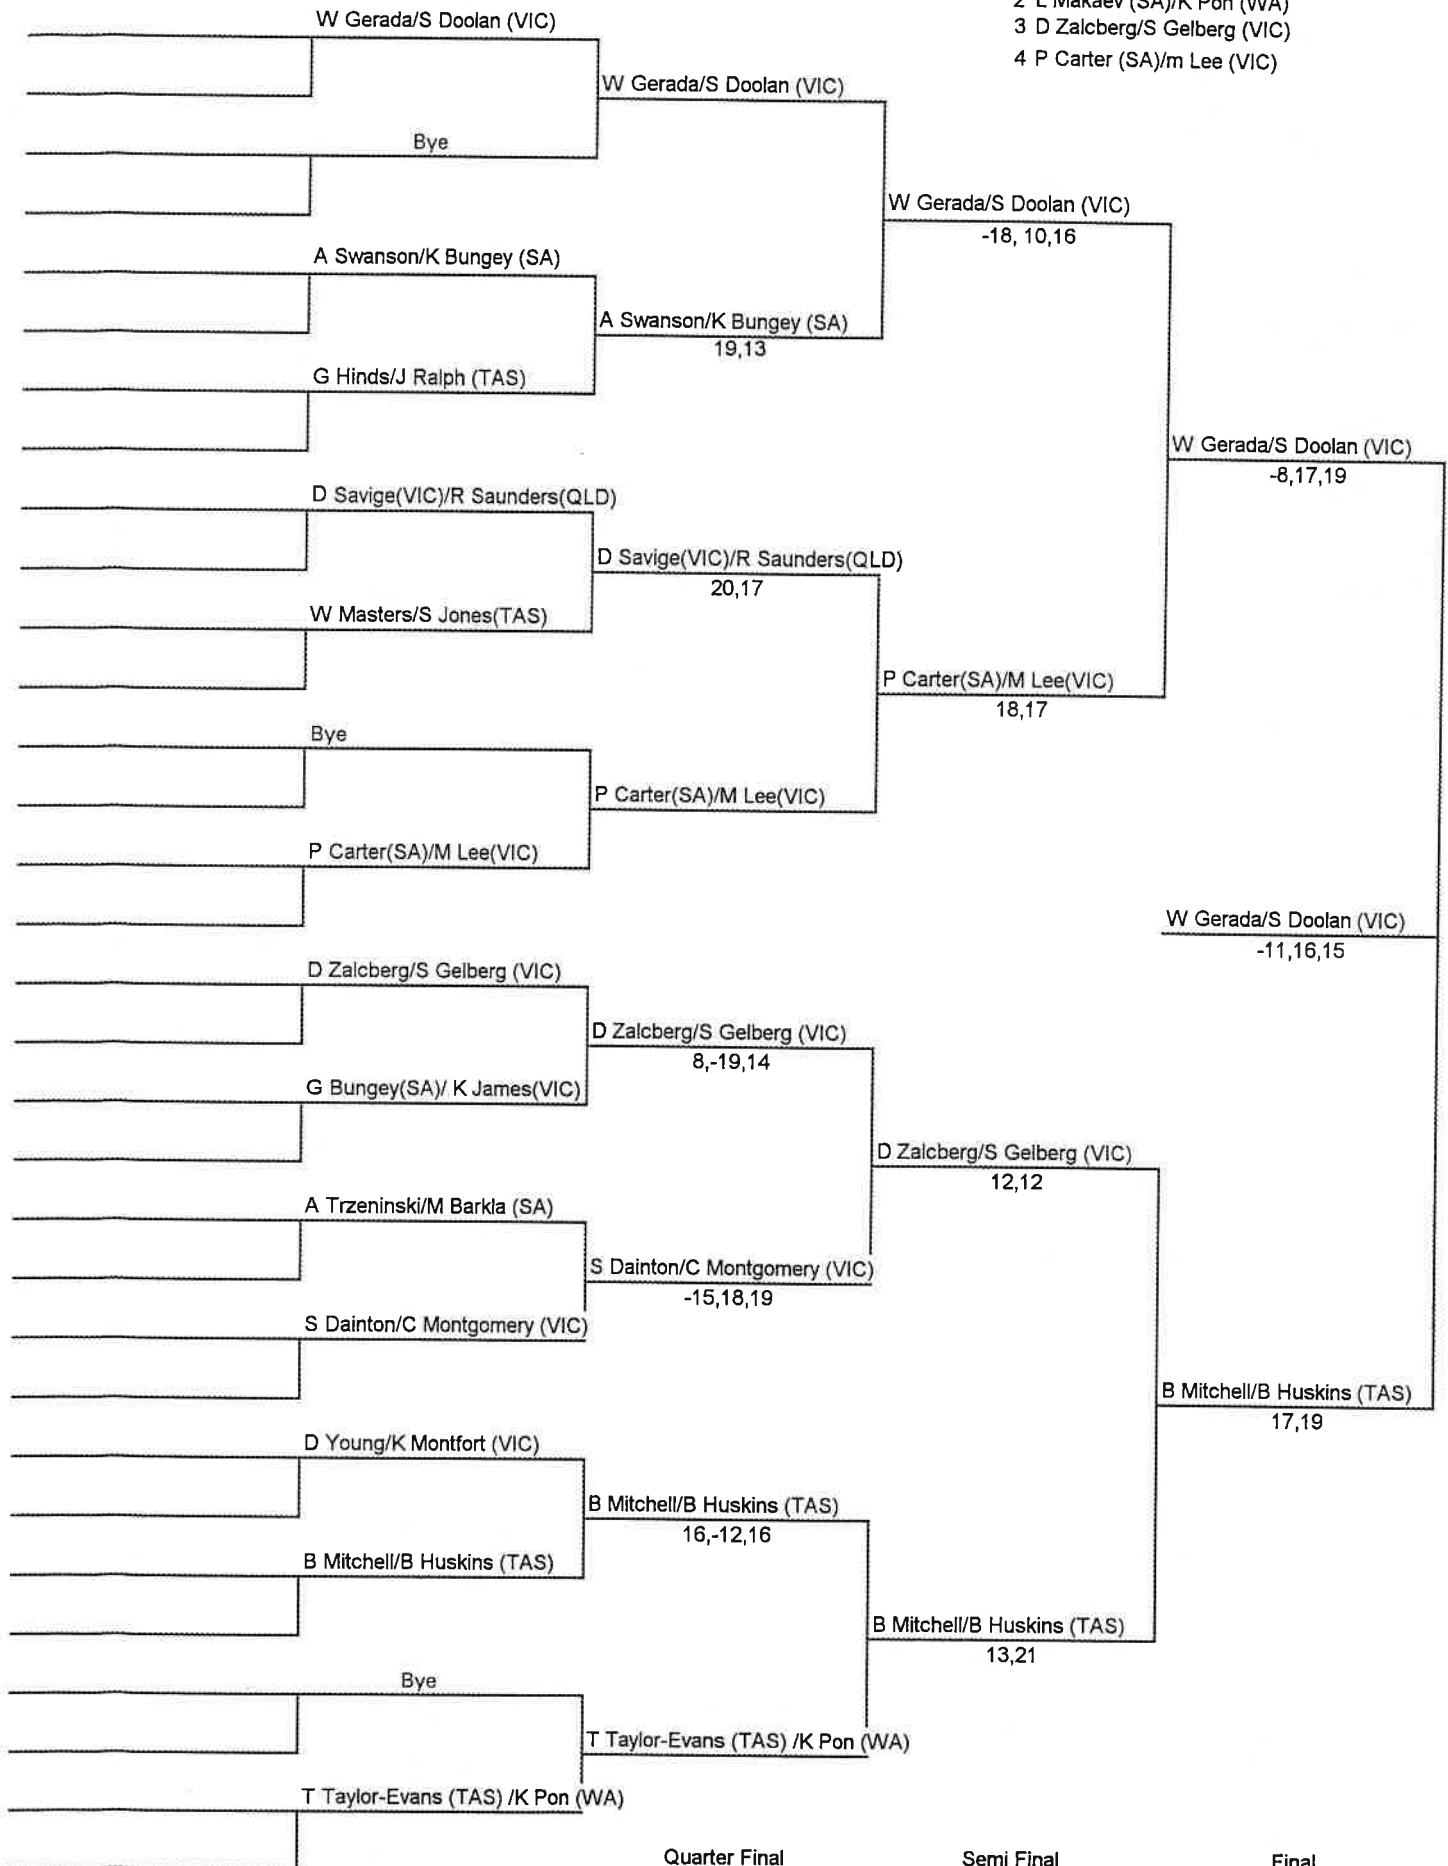 2 L Makaev (SA)/K Pon (WA)
3 D Zalcberg/S Gelberg (VIC)
4 P Carter (SA)/m Lee (VIC)
W Gerada/S Doolan (VIC)
W Gerada/S Doolan (VIC)
Bye
W Gerada/S Doolan (VIC)
-18, 10,16
A Swanson/K Bungey (SA)
A Swanson/K Bungey (SA)
19,13
G Hinds/J Ralph (TAS)
W Gerada/S Doolan (VIC)
-8,17,19
D Savige(VIC)/R Saunders(QLD)
D Savige(VIC)/R Saunders(QLD)
20,17
W Masters/S Jones(TAS)
P Carter(SA)/M Lee(VIC)
18,17
Bye
P Carter(SA)/M Lee(VIC)
P Carter(SA)/M Lee(VIC)
W Gerada/S Doolan (VIC)
-11,16,15
D Zalcberg/S Gelberg (VIC)
D Zalcberg/S Gelberg (VIC)
8,-19,14
G Bungey(SA)/ K James(VIC)
D Zalcberg/S Gelberg (VIC)
12,12
A Trzeninski/M Barkla (SA)
S Dainton/C Montgomery (VIC)
-15,18,19
S Dainton/C Montgomery (VIC)
B Mitchell/B Huskins (TAS)
17,19
D Young/K Montfort (VIC)
B Mitchell/B Huskins (TAS)
16,-12,16
B Mitchell/B Huskins (TAS)
B Mitchell/B Huskins (TAS)
13,21
Bye
T Taylor-Evans (TAS) /K Pon (WA)
T Taylor-Evans (TAS) /K Pon (WA)
Quarter Final
Semi Final
Final